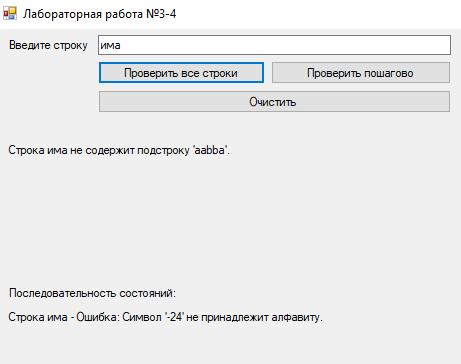 Лабораторная работа №3-4
Введите строку има
Проверить все строки Проверить пошагово
Очистить
Строка има не содержит подстроку 'aabba'.
Последовательность состояний:
Строка има - Ошибка: Символ '-24' не принадлежит алфавиту.